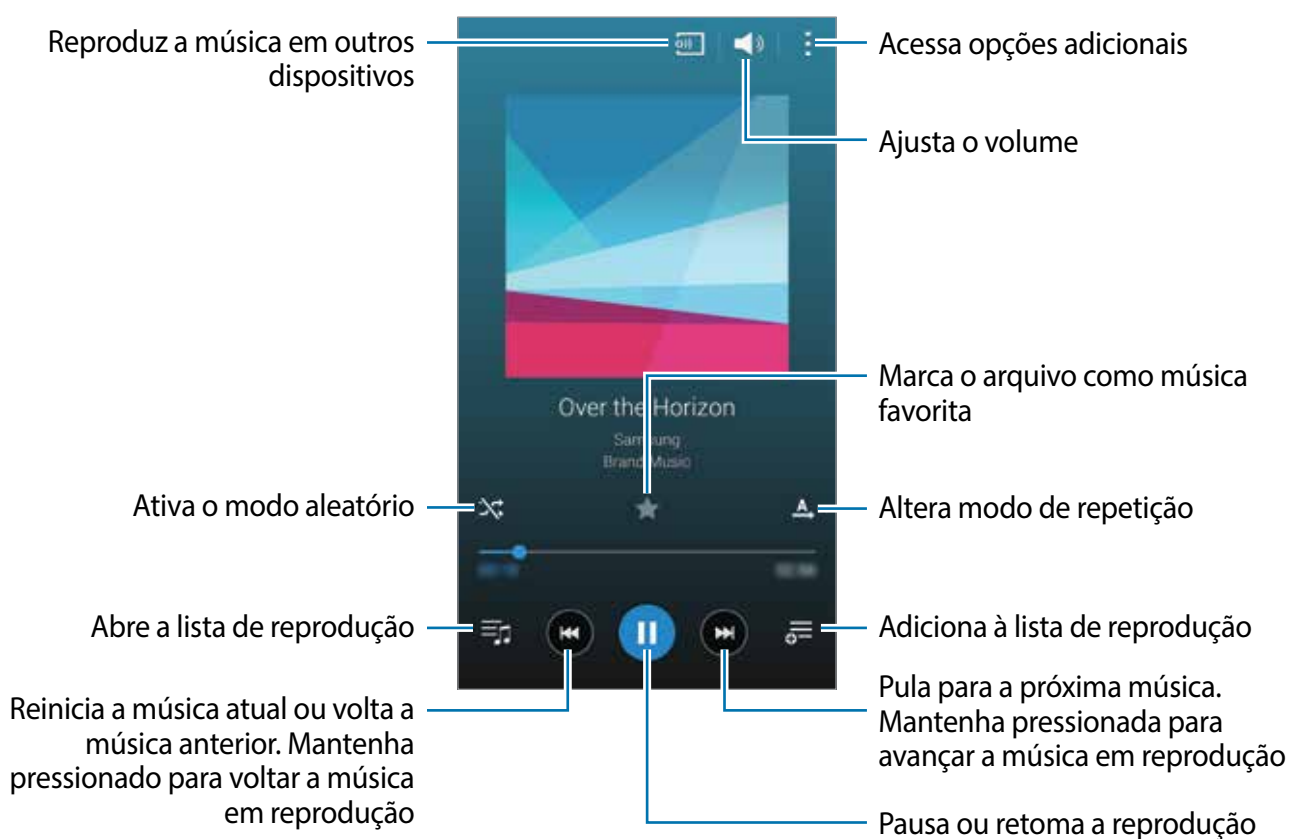 Reproduz a música em outros
dispositivos
Acessa opções adicionais
Ajusta o volume
Marca o arquivo como música
favorita
Over the Horizon
Samsung
Brand Music
Ativa o modo aleatório
A
Altera modo de repetição
Abre a lista de reprodução
Adiciona à lista de reprodução
Reinicia a música atual ou volta a
música anterior. Mantenha
pressionado para voltar a música
em reprodução
Pula para a próxima música.
Mantenha pressionada para
avançar a música em reprodução
Pausa ou retoma a reprodução